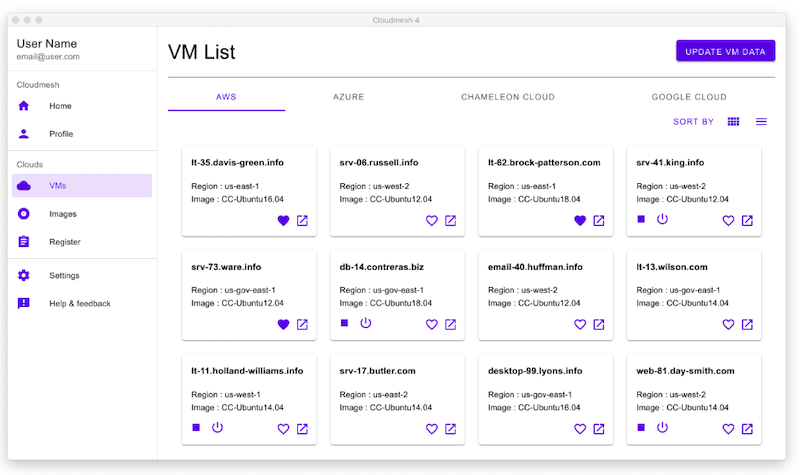 Cloudmesh 4
User Name
email@user.com
Cloudmesh
Home
Profile
Clouds
VMs
Images
Register
Settings
Help & feedback
VM List
UPDATE VM DATA
AWS
AZURE
CHAMELEON CLOUD
GOOGLE CLOUD
SORT BY
lt-35.davis-green.info
Region : us-east-1
Image : CC-Ubuntu16.04
srv-06.russell.info
Region : us-west-2
Image : CC-Ubuntu12.04
lt-62.brock-patterson.com
Region : us-east-1
Image : CC-Ubuntu18.04
srv-41.king.info
Region : us-west-2
Image : CC-Ubuntu12.04
srv-73.ware.info
Region : us-gov-east-1
Image : CC-Ubuntu12.04
db-14.contreras.biz
Region : us-gov-east-1
Image : CC-Ubuntu18.04
email-40.huffman.info
Region : us-west-2
Image : CC-Ubuntu12.04
lt-13.wilson.com
Region : us-gov-east-1
Image : CC-Ubuntu14.04
lt-11.holland-williams.info
Region : us-west-1
Image : CC-Ubuntu14.04
srv-17.butler.com
Region : us-east-2
Image : CC-Ubuntu14.04
desktop-99.lyons.info
Region : us-gov-east-1
Image : CC-Ubuntu16.04
web-81.day-smith.com
Region : us-west-2
Image : CC-Ubuntu14.04